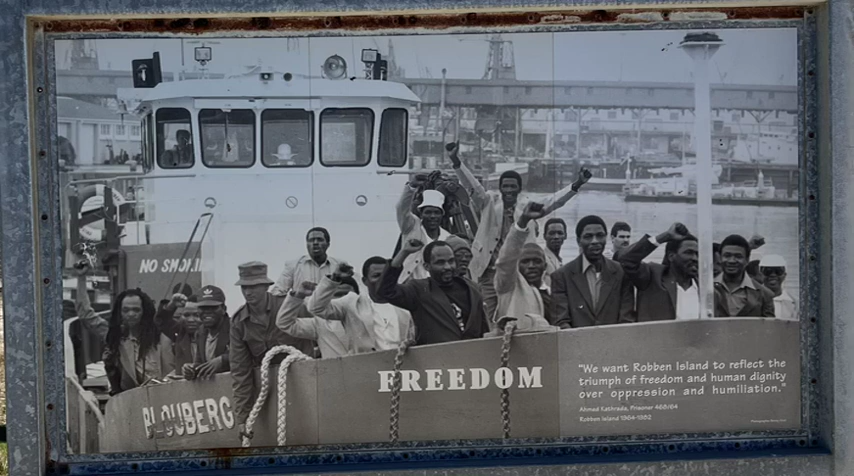 NO SMOKI
BLOUBERG
FREEDOM
"We want Robben Island to reflect the
triumph of freedom and human dignity
over oppression and humiliation."
Ahmed Kathrada, Prisoner 468/64
Robben Island 1964-1982